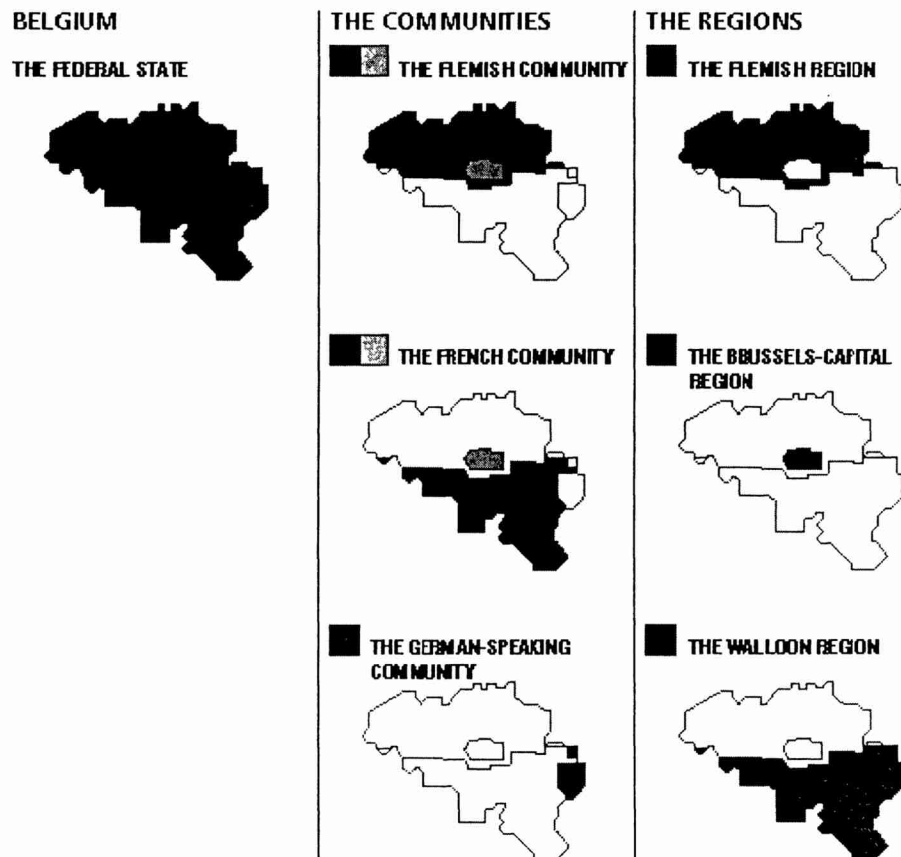 BELGIUM
THE FEDERAL STATE
THE COMMUNITIES
THE FLEMISH COMMUNITY
THE FRENCH COMMUNITY
THE GERMAN-SPEAKING
COMMUNITY
THE REGIONS
THE FLEMISH REGION
THE BBUSSELS-CAPITAL
REGION
THE WALLOON REGION